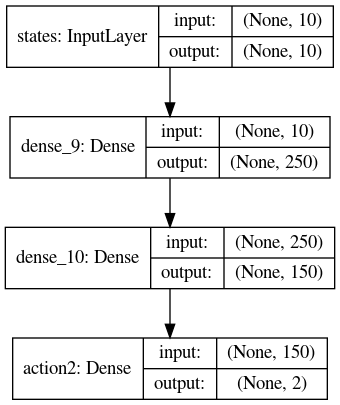 states: InputLayer
input: (None, 10)
output: (None, 10)
dense_9: Dense
input: (None, 10)
output: (None, 250)
dense_10: Dense
input: (None, 250)
output: (None, 150)
action2: Dense
input: (None, 150)
output: (None, 2)